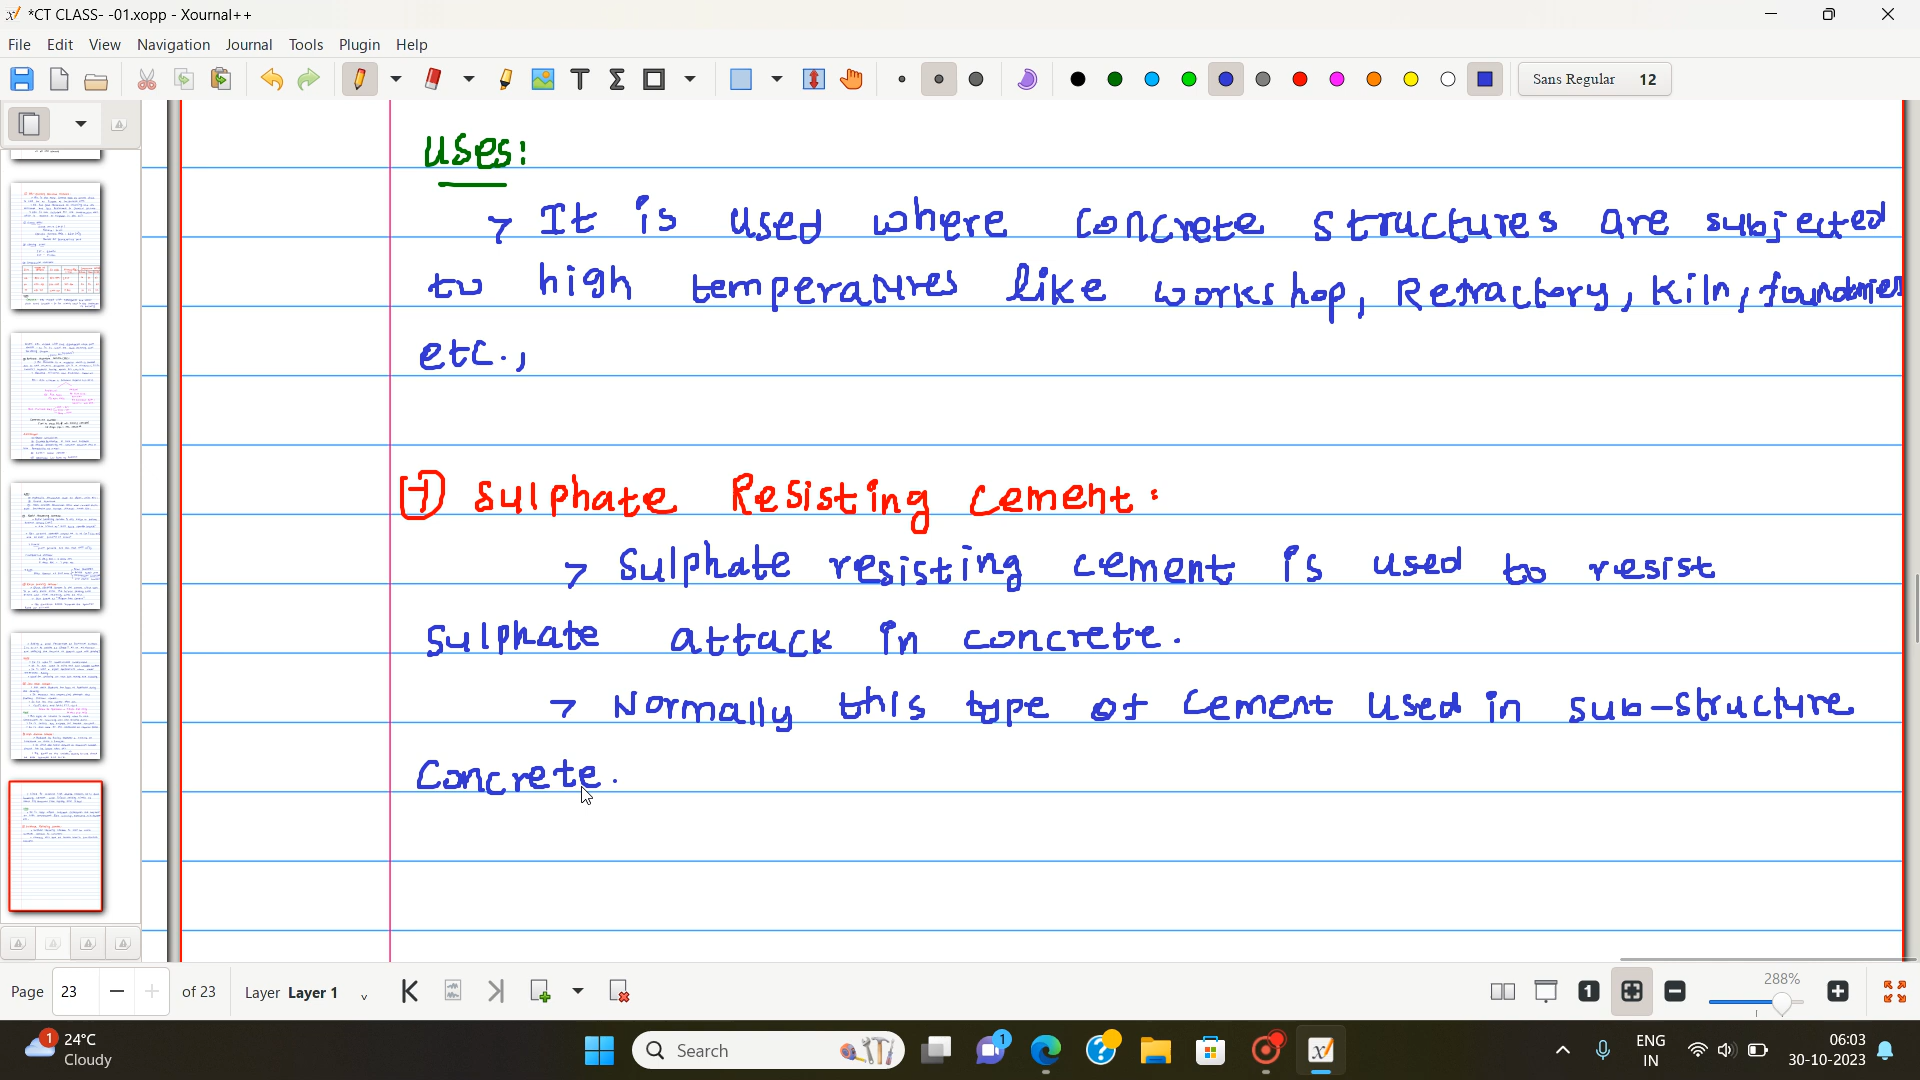 *CT CLASS- -01.xopp - Xournal++
File Edit View Navigation Journal Tools Plugin Help
Sans Regular 12
Uses:
→ It is used where concrete structures are subjected
to high temperatures like workshop, Refractory, kiln, foundries
etc.,
⑦ Sulphate Resisting cement:
→ Sulphate resisting cement is used to resist
Sulphate attack in concrete.
→ Normally this type of cement used in sub-structure
Concrete.
Page 23 of 23 Layer Layer 1 288%
24°C
Cloudy
Search
ENG
IN
06:03
30-10-2023